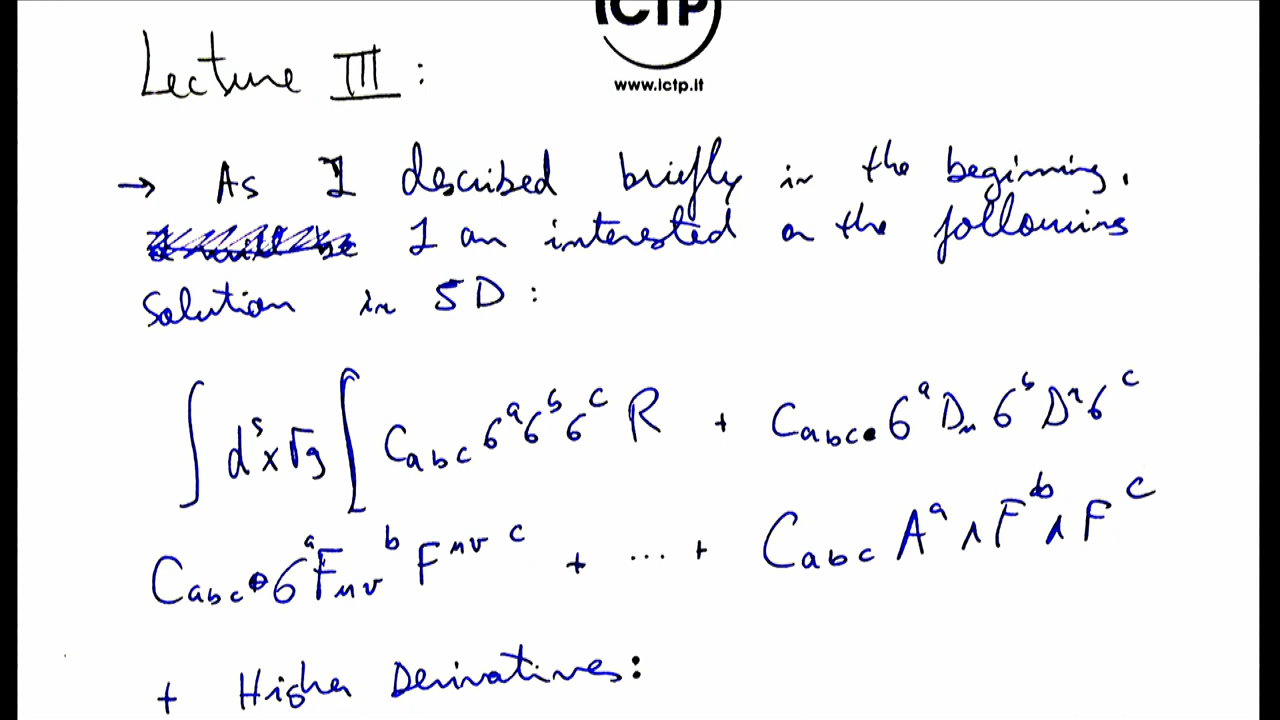 ICTP
www.ictp.it
Lecture III :
→ As I described briefly in the beginning.
I am interested on the following
solution in 5D :
∫ d⁵x √g [ C_abc σ^a σ^b σ^c R + C_abc σ^a D_μ σ^b D^μ σ^c
C_abc σ^a F_μν^b F^μν c + ... + C_abc A^a ∧ F^b ∧ F^c
+ Higher Derivatives: